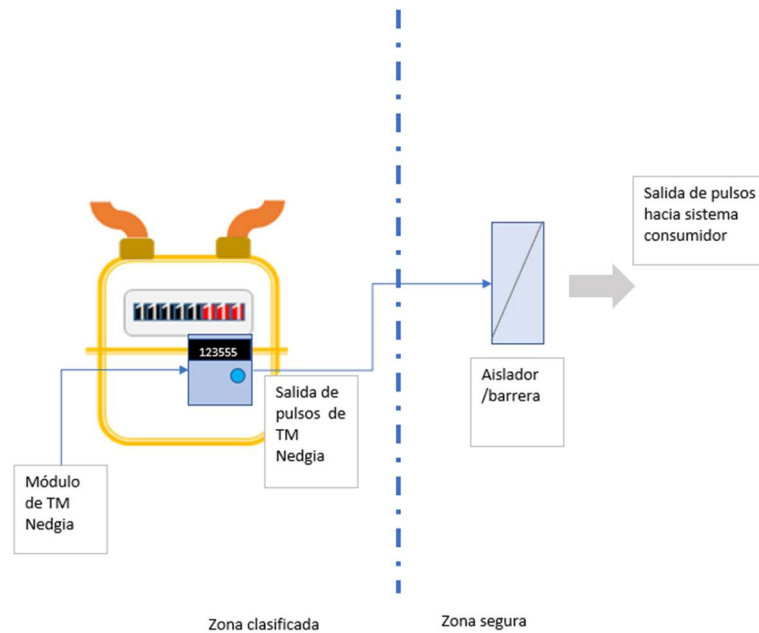 Salida de pulsos
hacia sistema
consumidor
123555
Aislador
/barrera
Salida de
pulsos de
TM
Nedgia
Módulo
de TM
Nedgia
Zona clasificada
Zona segura